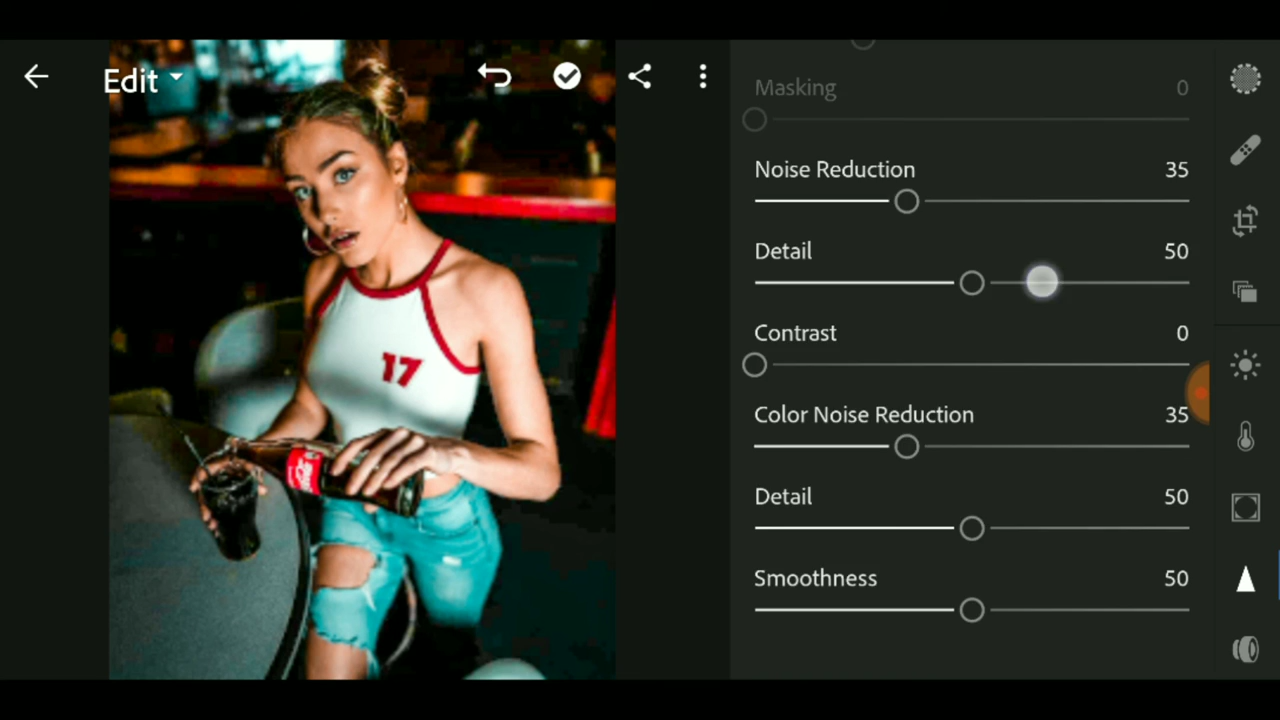 Edit
Masking 0
Noise Reduction 35
Detail 50
Contrast 0
Color Noise Reduction 35
Detail 50
Smoothness 50
17